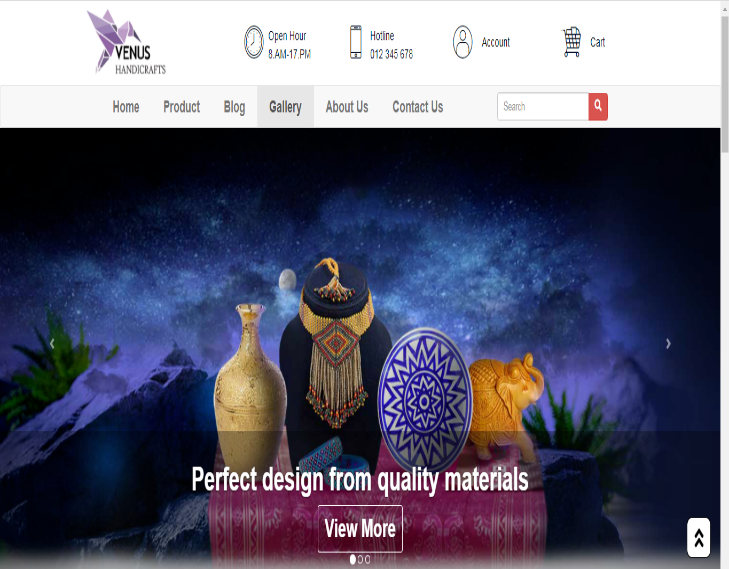 VENUS
HANDICRAFTS
Open Hour
8.AM-17.PM
Hotline
012 345 678
Account
Cart
Home
Product
Blog
Gallery
About Us
Contact Us
Search
Perfect design from quality materials
View More